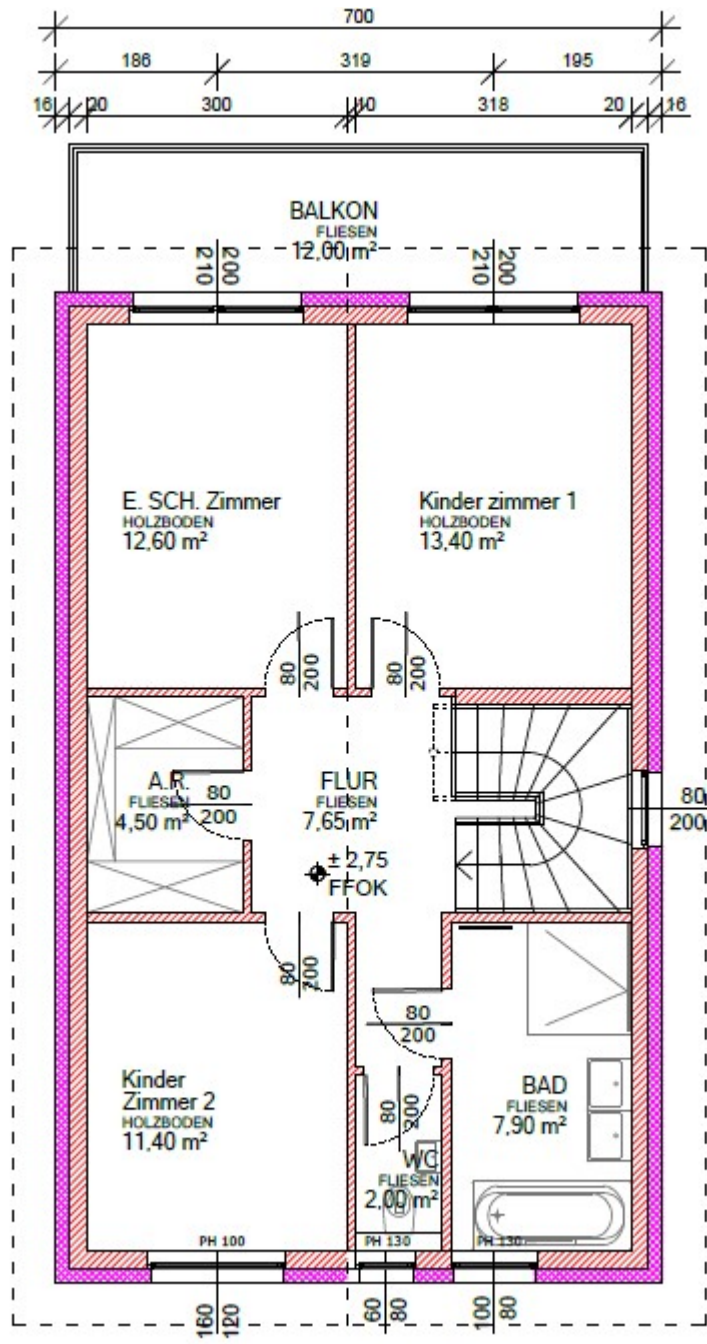 700
186 319 195
16 20 300 10 318 20 16
BALKON
FLIESEN
12,00 m²
210
200
210
200
E. SCH. Zimmer
HOLZBODEN
12,60 m²
Kinder zimmer 1
HOLZBODEN
13,40 m²
80
200
80
200
A.R.
FLIESEN
4,50 m²
80
200
FLUR
FLIESEN
7,65 m²
± 2,75
FFOK
80
200
80
200
80
200
Kinder
Zimmer 2
HOLZBODEN
11,40 m²
80
200
BAD
FLIESEN
7,90 m²
WC
FLIESEN
2,00 m²
PH 100
PH 130
PH 130
160
120
60
80
100
80